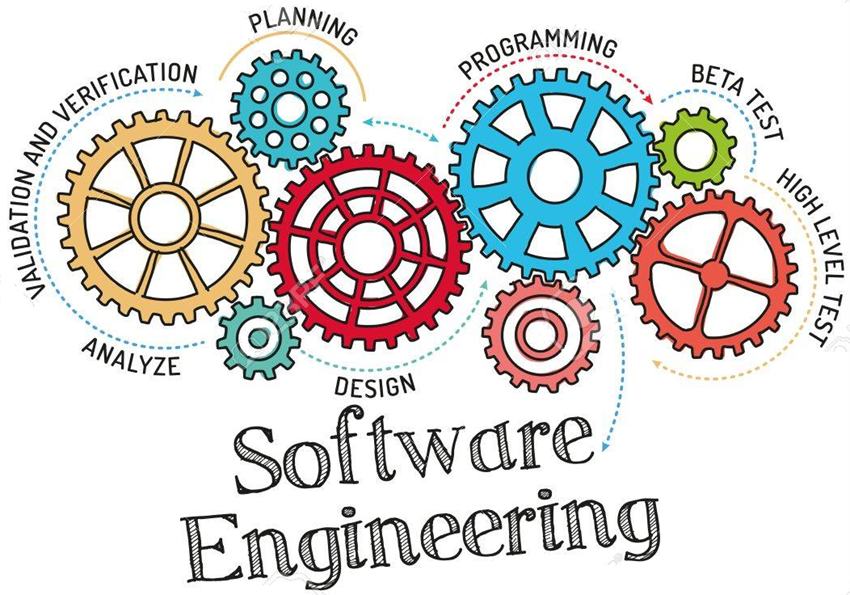 PLANNING
PROGRAMMING
BETA TEST
VALIDATION AND VERIFICATION
HIGH LEVEL TEST
ANALYZE
DESIGN
Software
Engineering